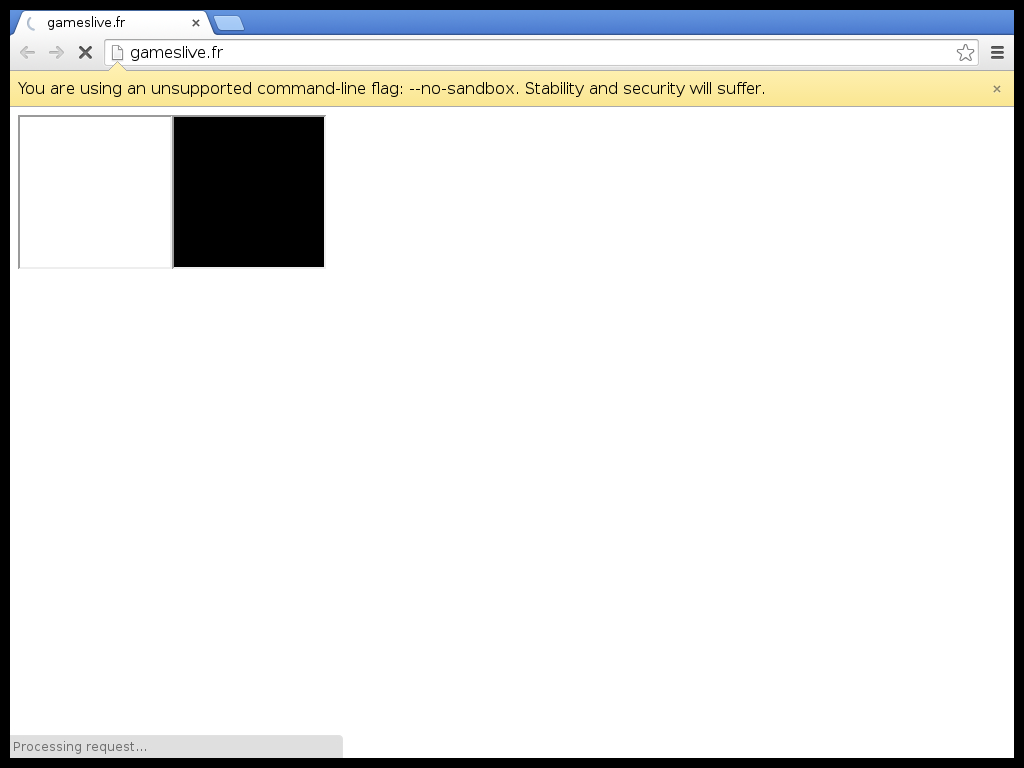 gameslive.fr
gameslive.fr
You are using an unsupported command-line flag: --no-sandbox. Stability and security will suffer.
Processing request...